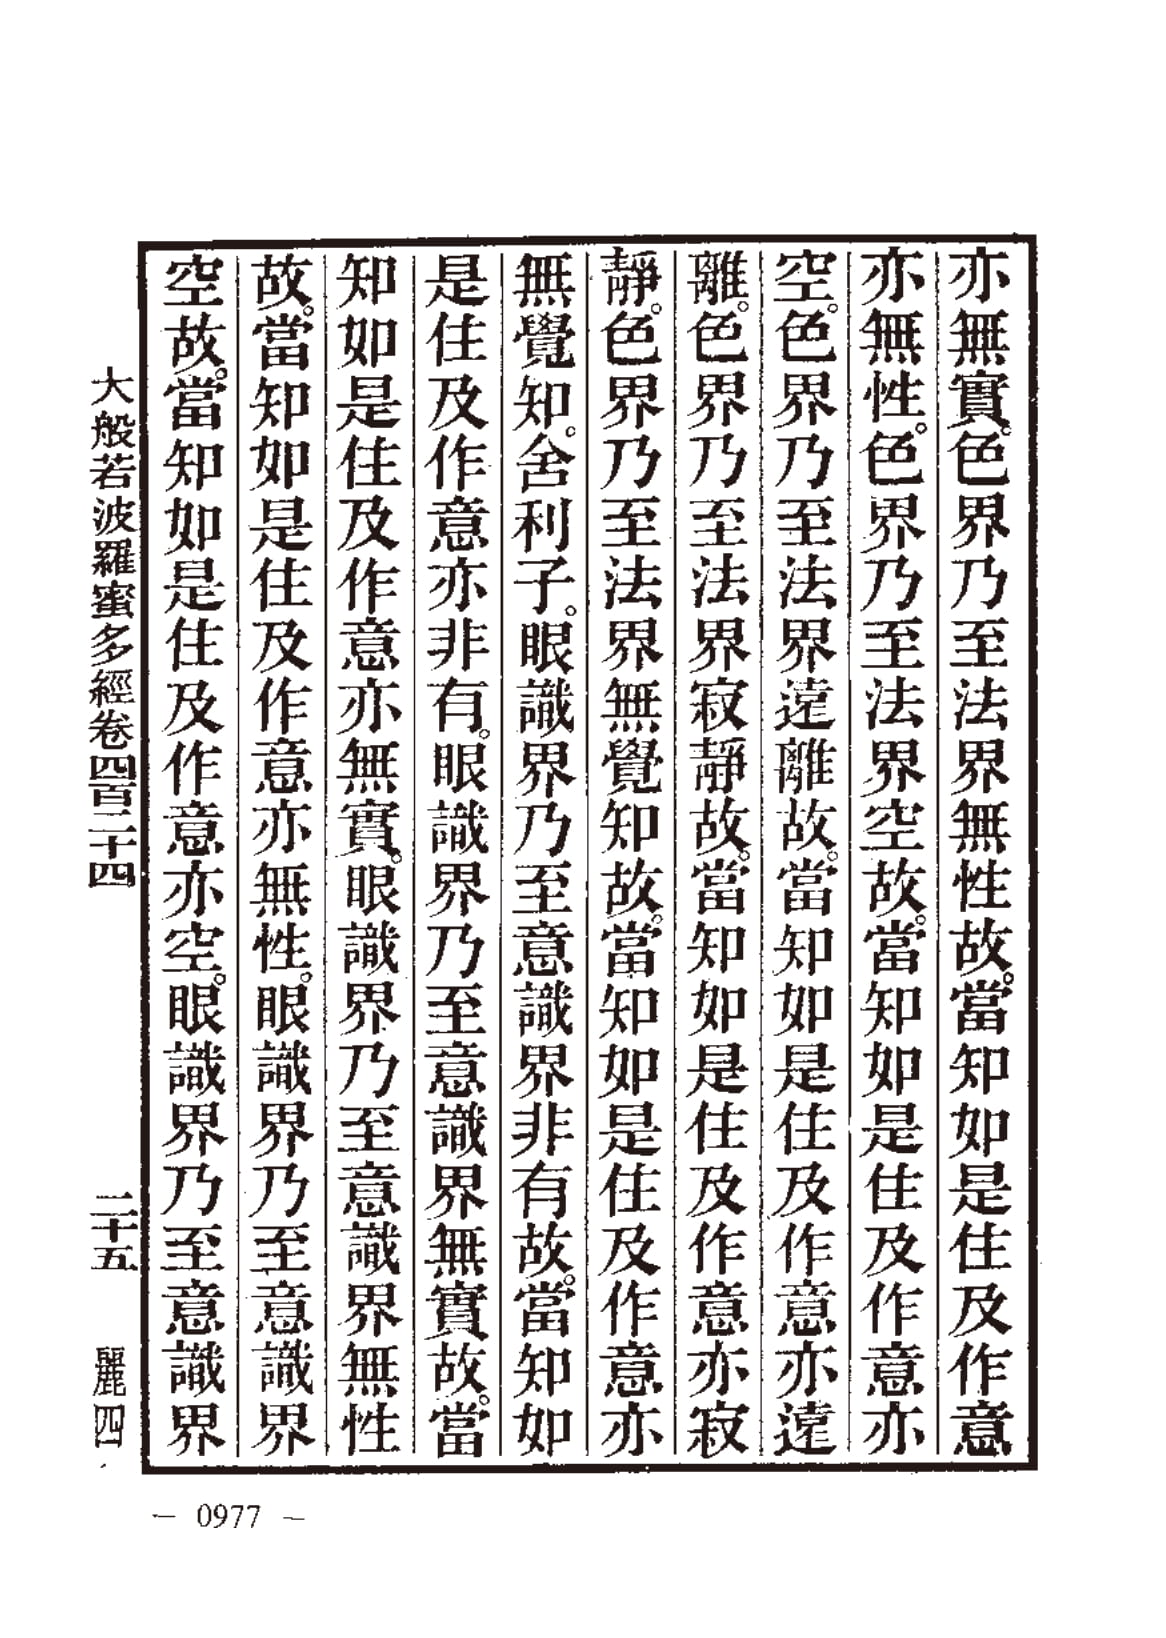 亦無實。色界乃至法界無性故。當知如是住及作意
亦無性。色界乃至法界空故。當知如是住及作意亦
空。色界乃至法界遠離故。當知如是住及作意亦遠
離。色界乃至法界寂靜故。當知如是住及作意亦寂
靜。色界乃至法界無覺知故。當知如是住及作意亦
無覺知。舍利子。眼識界乃至意識界非有故。當知如
是住及作意亦非有。眼識界乃至意識界無實故。當
知如是住及作意亦無實。眼識界乃至意識界無性
故。當知如是住及作意亦無性。眼識界乃至意識界
空故。當知如是住及作意亦空。眼識界乃至意識界
大般若波羅蜜多經卷四百二十四 二十五 麗四
— 0977 —